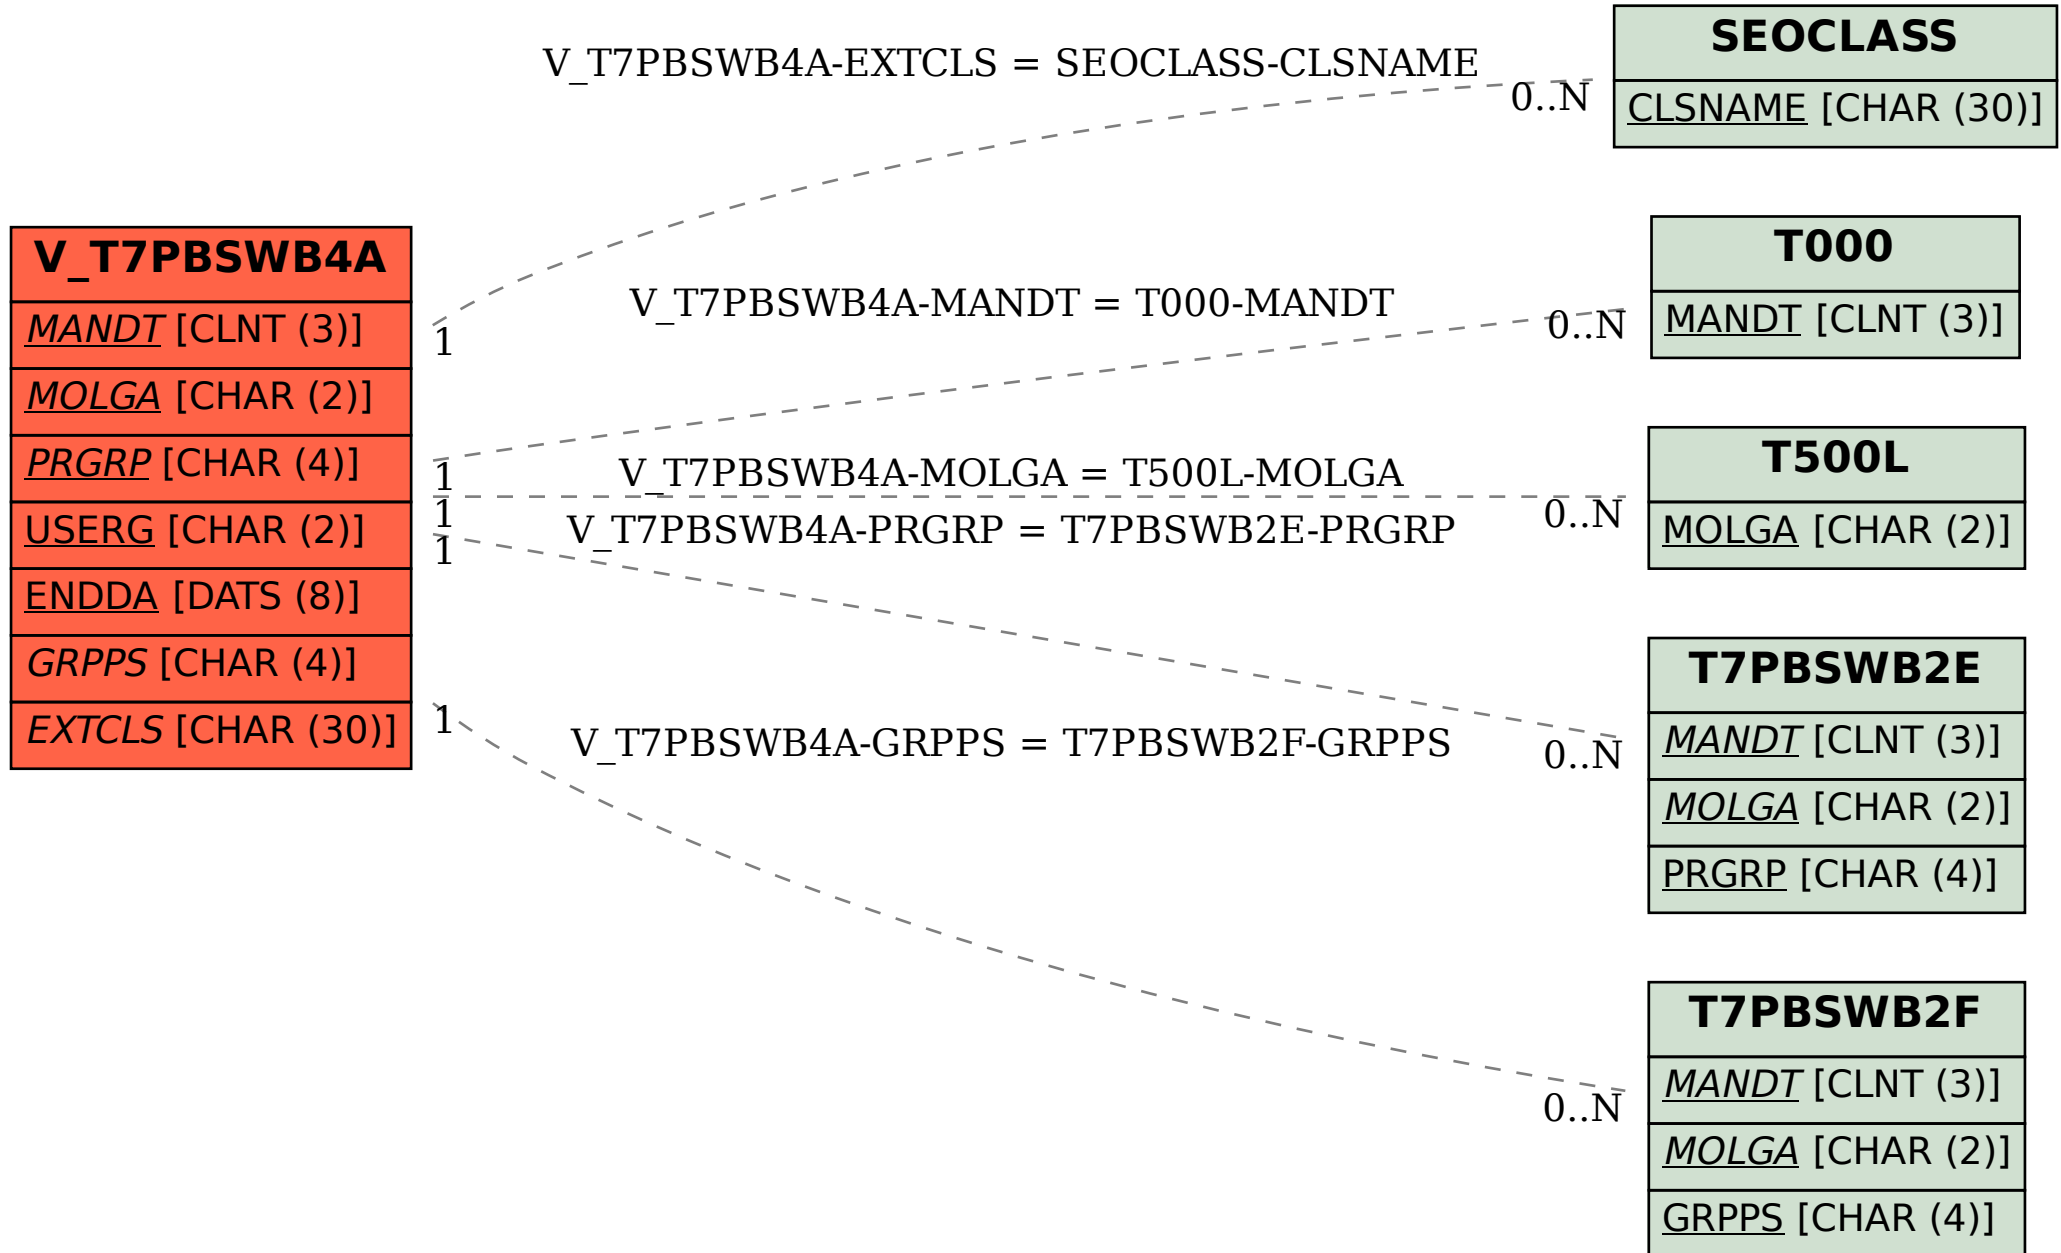 V_T7PBSWB4A
MANDT [CLNT (3)]
MOLGA [CHAR (2)]
PRGRP [CHAR (4)]
USERG [CHAR (2)]
ENDDA [DATS (8)]
GRPPS [CHAR (4)]
EXTCLS [CHAR (30)]
V_T7PBSWB4A-EXTCLS = SEOCLASS-CLSNAME
0..N
1
V_T7PBSWB4A-MANDT = T000-MANDT
0..N
1
V_T7PBSWB4A-MOLGA = T500L-MOLGA
0..N
1
V_T7PBSWB4A-PRGRP = T7PBSWB2E-PRGRP
0..N
1
V_T7PBSWB4A-GRPPS = T7PBSWB2F-GRPPS
0..N
1
SEOCLASS
CLSNAME [CHAR (30)]
T000
MANDT [CLNT (3)]
T500L
MOLGA [CHAR (2)]
T7PBSWB2E
MANDT [CLNT (3)]
MOLGA [CHAR (2)]
PRGRP [CHAR (4)]
T7PBSWB2F
MANDT [CLNT (3)]
MOLGA [CHAR (2)]
GRPPS [CHAR (4)]